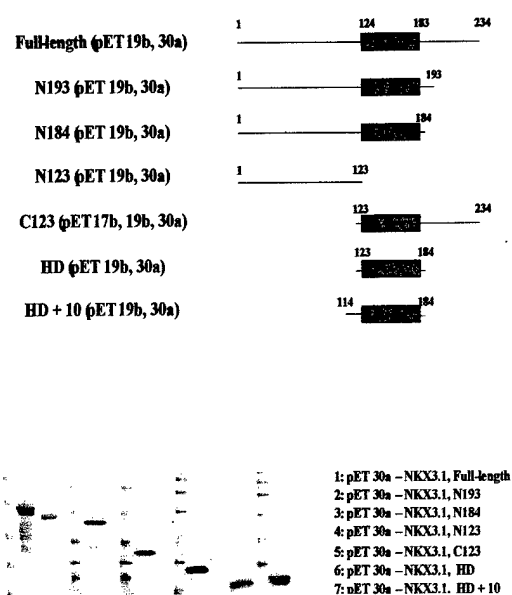 1 124 183 234
Full-length (pET 19b, 30a)
1 193
N193 (pET 19b, 30a)
1 184
N184 (pET 19b, 30a)
1 123
N123 (pET 19b, 30a)
123 234
C123 (pET17b, 19b, 30a)
123 184
HD (pET 19b, 30a)
114 184
HD + 10 (pET19b, 30a)
1: pET 30a – NKX3.1, Full-length
2: pET 30a – NKX3.1, N193
3: pET 30a – NKX3.1, N184
4: pET 30a – NKX3.1, N123
5: pET 30a – NKX3.1, C123
6: pET 30a – NKX3.1, HD
7: pET 30a – NKX3.1, HD + 10